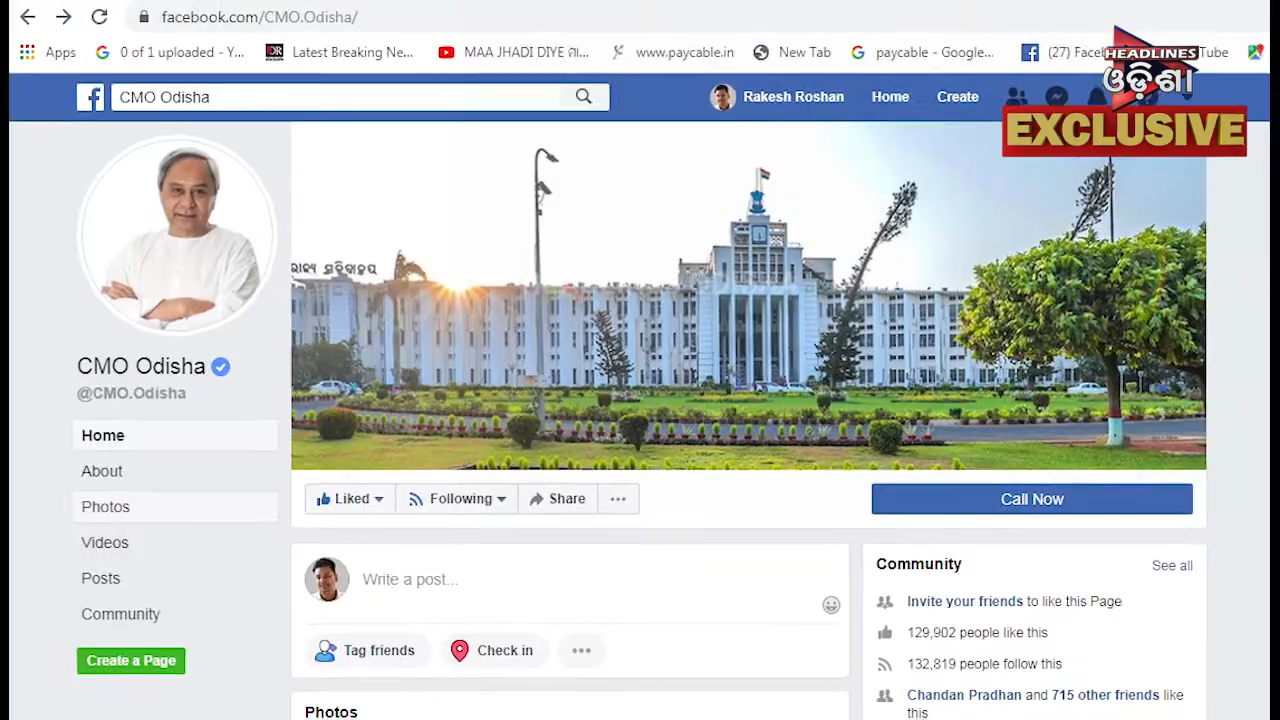 facebook.com/CMO.Odisha/
Apps
0 of 1 uploaded - Y...
Latest Breaking Ne...
MAA JHADI DIYE ମା...
www.paycable.in
New Tab
paycable - Google...
(27) Faceb
Tube
HEADLINES
ଓଡ଼ିଶା
EXCLUSIVE
CMO Odisha
Rakesh Roshan
Home
Create
ରାଜ୍ୟ ସଚିବାଳୟ
CMO Odisha
@CMO.Odisha
Home
About
Photos
Videos
Posts
Community
Create a Page
Liked
Following
Share
Call Now
Write a post...
Tag friends
Check in
Community
See all
Invite your friends to like this Page
129,902 people like this
132,819 people follow this
Chandan Pradhan and 715 other friends like
this
Photos